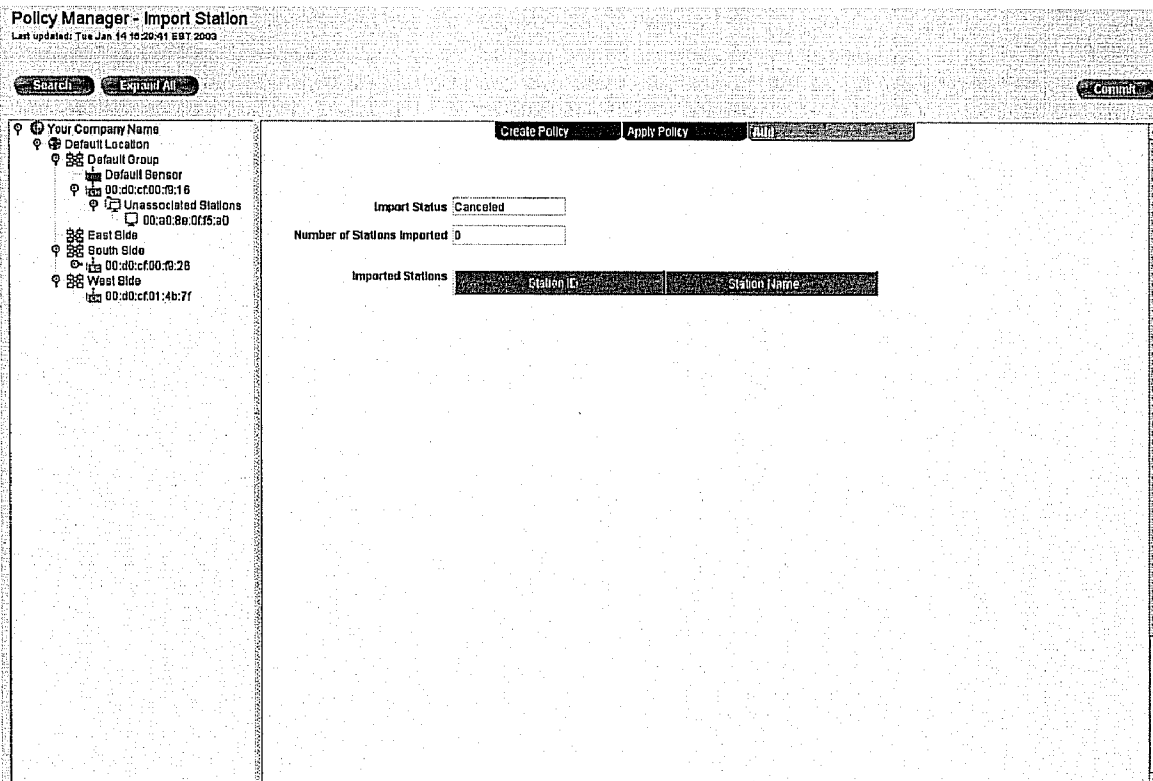 Policy Manager - Import Station
Last updated: Tue Jan 14 16:20:41 EST 2003
Search
Expand All
Commit
Your Company Name
Default Location
Default Group
Default Sensor
00:d0:cf:00:f9:16
Unassociated Stations
00:a0:8e:0f:f5:a0
East Side
South Side
00:d0:cf:00:f9:26
West Side
00:d0:cf:01:4b:7f
Create Policy
Apply Policy
Add
Import Status Canceled
Number of Stations Imported 0
Imported Stations
Station ID
Station Name